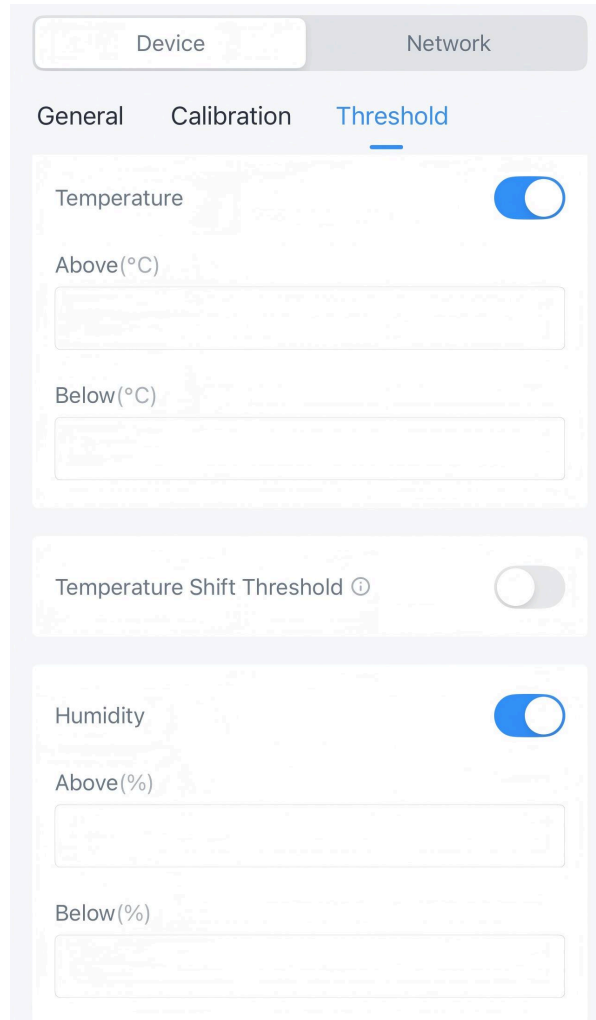 Device Network
General Calibration Threshold
Temperature
Above(°C)
Below(°C)
Temperature Shift Threshold
Humidity
Above(%)
Below(%)